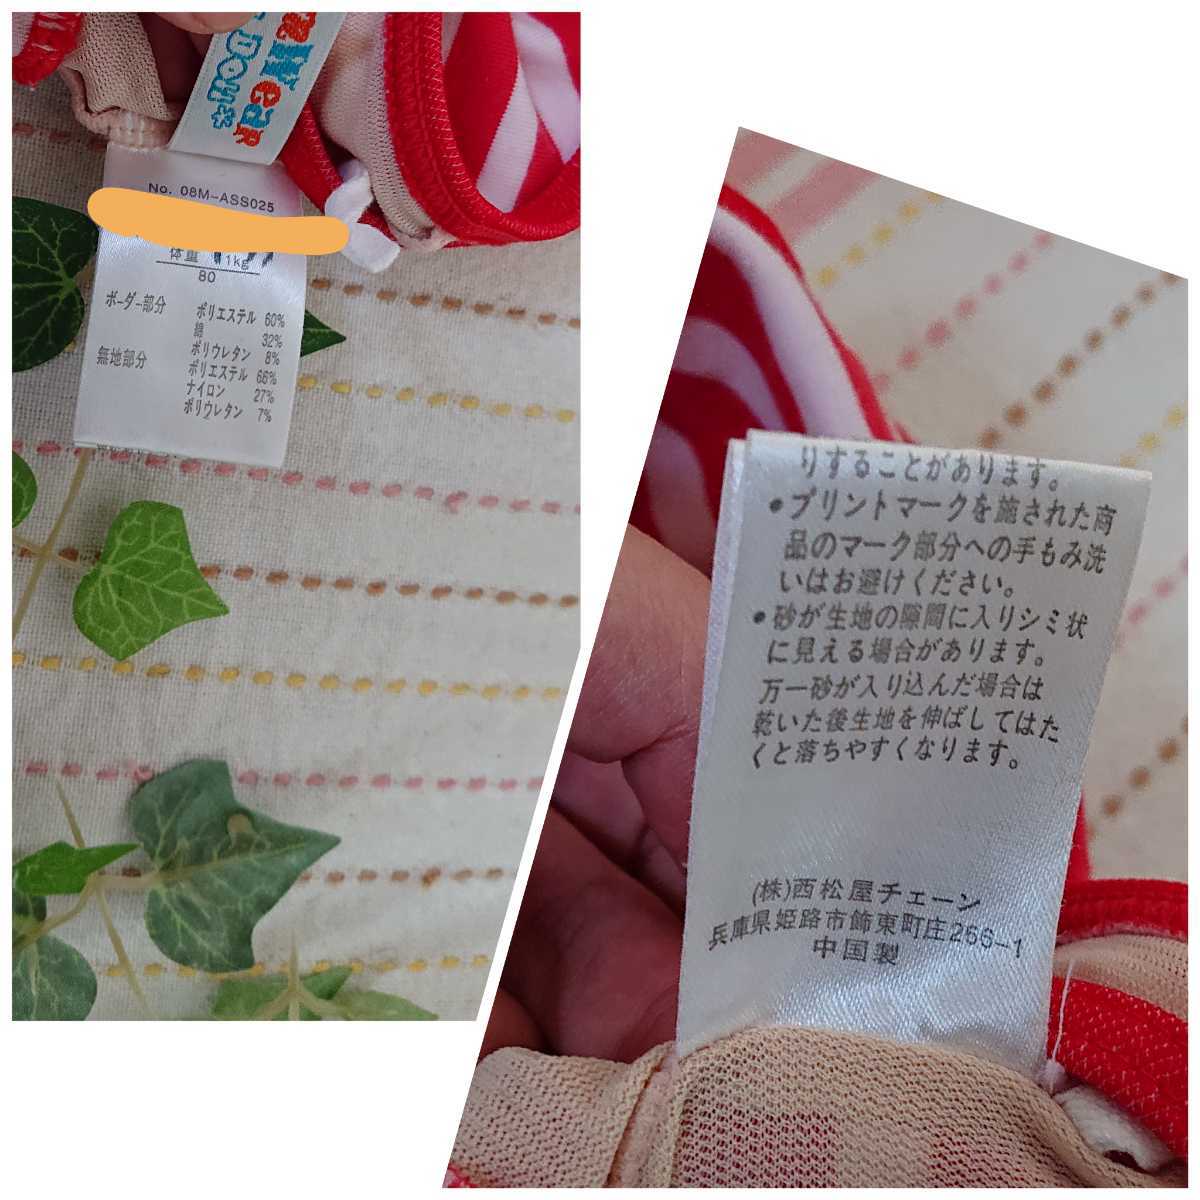 WeaR
No. 08M-ASS025
体重 11kg
80
ボーダー部分 ポリエステル 60%
綿 32%
ポリウレタン 8%
無地部分 ポリエステル 66%
ナイロン 27%
ポリウレタン 7%
りすることがあります。
●プリントマークを施された商
品のマーク部分への手もみ洗
いはお避けください。
●砂が生地の隙間に入りシミ状
に見える場合があります。
万一砂が入り込んだ場合は
乾いた後生地を伸ばしてはた
くと落ちやすくなります。
(株)西松屋チェーン
兵庫県姫路市飾東町庄266-1
中国製